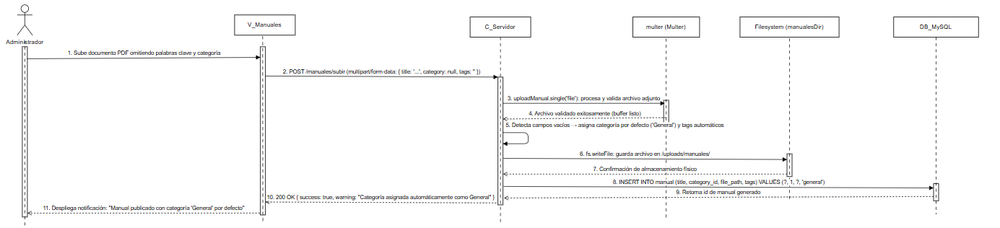 Administrador
V_Manuales
C_Servidor
multer (Multer)
Filesystem (manualesDir)
DB_MySQL
1. Sube documento PDF omitiendo palabras clave y categoría
2. POST /manuales/subir (multipart/form-data: { title: '...', category: null, tags: '' })
3. uploadManual.single('file'): procesa y valida archivo adjunto
4. Archivo validado exitosamente (buffer listo)
5. Detecta campos vacíos → asigna categoría por defecto ('General') y tags automáticos
6. fs.writeFile: guarda archivo en /uploads/manuales/
7. Confirmación de almacenamiento físico
8. INSERT INTO manual (title, category_id, file_path, tags) VALUES (?, 1, ?, 'general')
9. Retorna id de manual generado
10. 200 OK { success: true, warning: "Categoría asignada automáticamente como General" }
11. Despliega notificación: "Manual publicado con categoría 'General' por defecto"